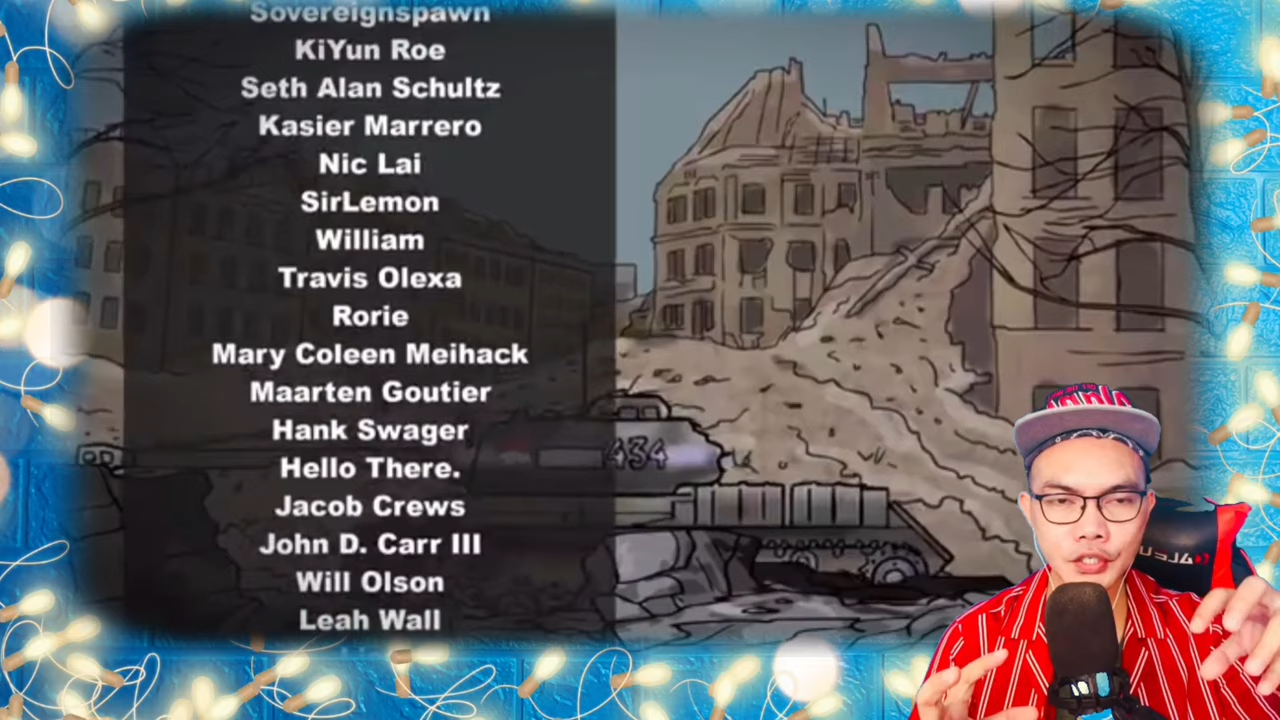 Sovereignspawn
KiYun Roe
Seth Alan Schultz
Kasier Marrero
Nic Lai
SirLemon
William
Travis Olexa
Rorie
Mary Coleen Meihack
Maarten Goutier
Hank Swager
Hello There.
Jacob Crews
John D. Carr III
Will Olson
Leah Wall
434